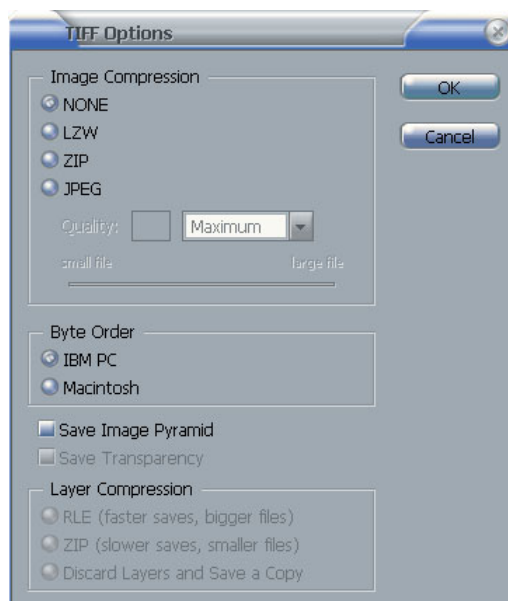 TIFF Options
Image Compression
NONE
LZW
ZIP
JPEG
Quality:
Maximum
small file
large file
OK
Cancel
Byte Order
IBM PC
Macintosh
Save Image Pyramid
Save Transparency
Layer Compression
RLE (faster saves, bigger files)
ZIP (slower saves, smaller files)
Discard Layers and Save a Copy